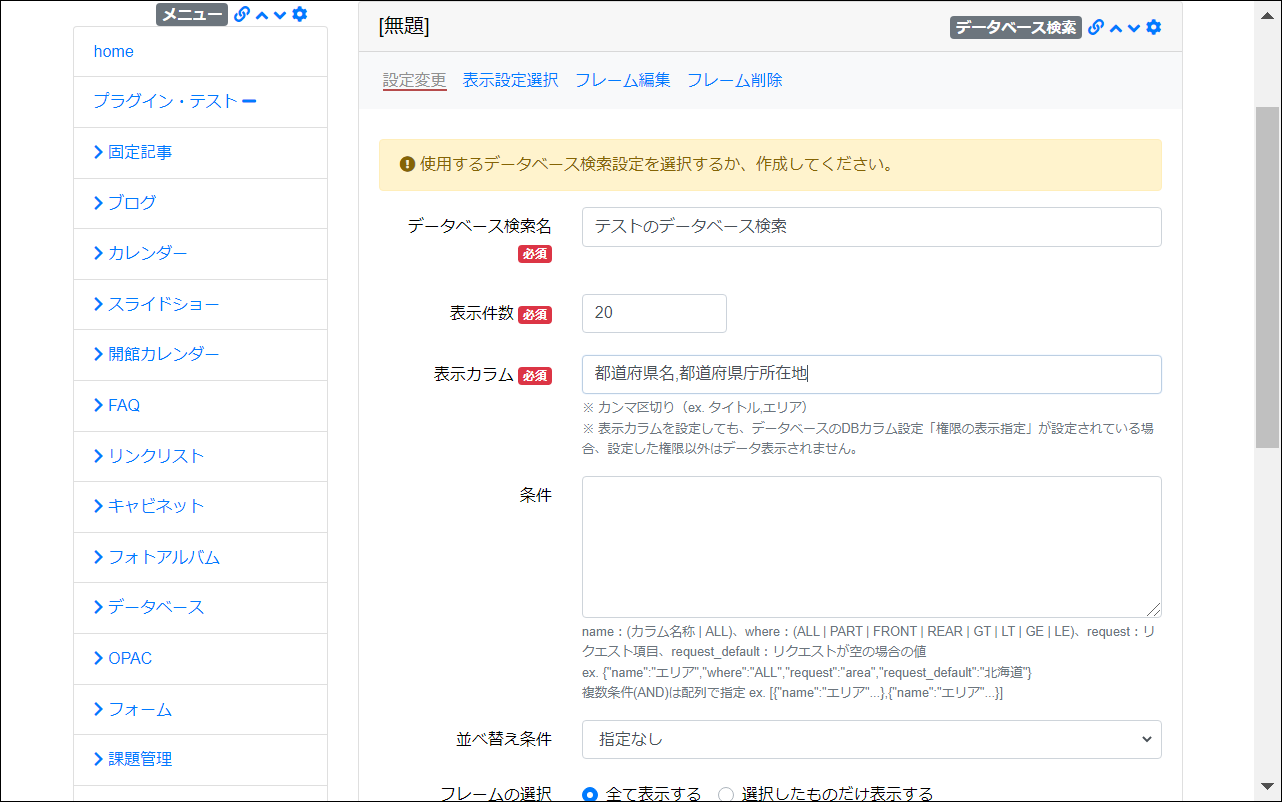 メニュー
home
プラグイン・テスト
固定記事
ブログ
カレンダー
スライドショー
開館カレンダー
FAQ
リンクリスト
キャビネット
フォトアルバム
データベース
OPAC
フォーム
課題管理
[無題]
データベース検索
設定変更 表示設定選択 フレーム編集 フレーム削除
使用するデータベース検索設定を選択するか、作成してください。
データベース検索名 必須
テストのデータベース検索
表示件数 必須
20
表示カラム 必須
都道府県名,都道府県庁所在地
※ カンマ区切り（ex. タイトル,エリア）
※ 表示カラムを設定しても、データベースのDBカラム設定「権限の表示指定」が設定されている場
合、設定した権限以外はデータ表示されません。
条件
name：(カラム名称 | ALL)、where：(ALL | PART | FRONT | REAR | GT | LT | GE | LE)、request：リ
クエスト項目、request_default：リクエストが空の場合の値
ex. {"name":"エリア","where":"ALL","request":"area","request_default":"北海道"}
複数条件(AND)は配列で指定 ex. [{"name":"エリア"...},{"name":"エリア"...}]
並べ替え条件
指定なし
フレームの選択 全て表示する 選択したものだけ表示する